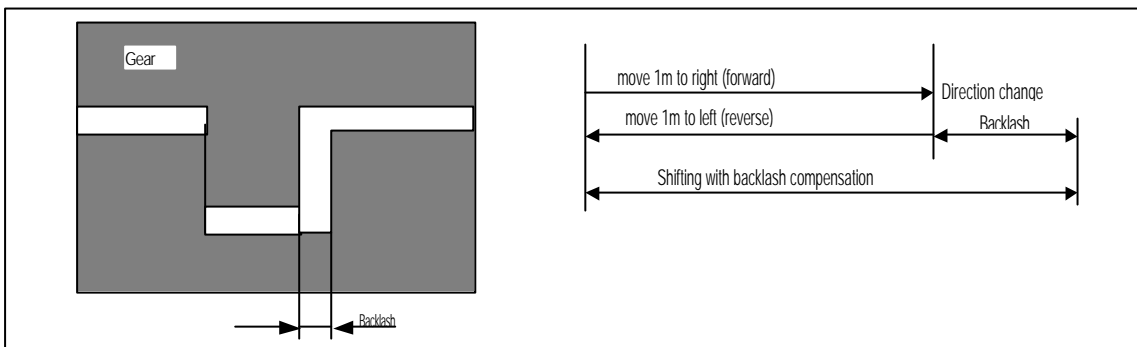 Gear
Backlash
move 1m to right (forward)
Direction change
move 1m to left (reverse)
Backlash
Shifting with backlash compensation